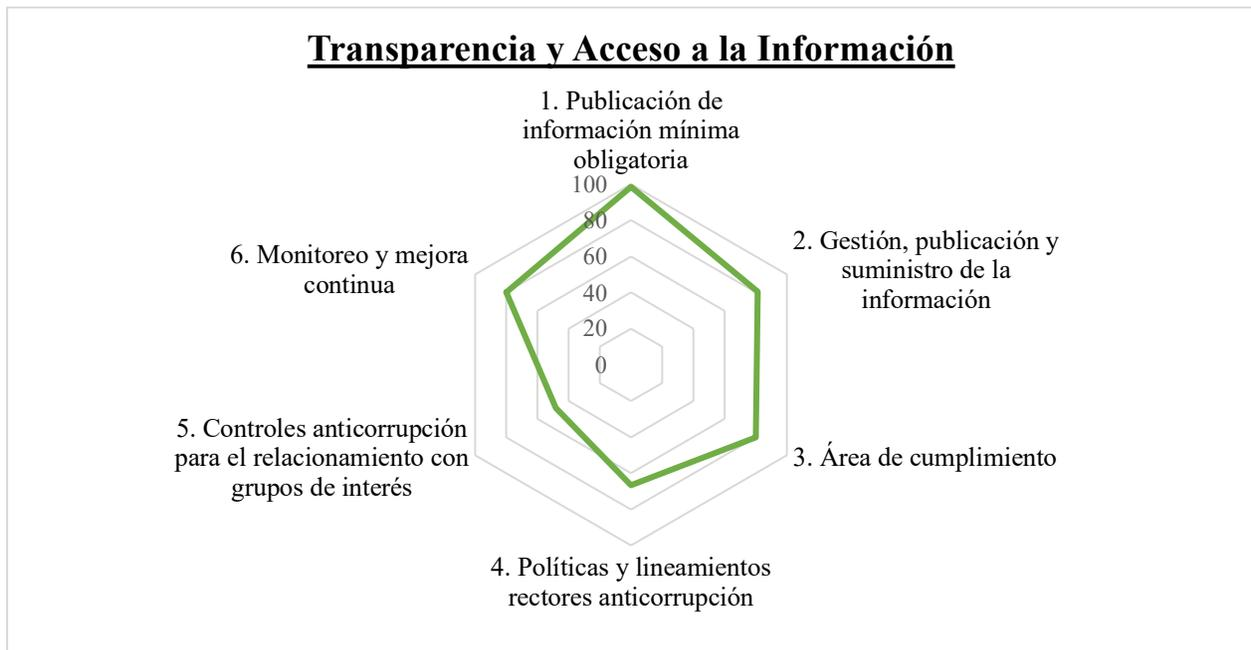 Transparencia y Acceso a la Información
1. Publicación de
información mínima
obligatoria
100
80
60
40
20
0
2. Gestión, publicación y
suministro de la
información
3. Área de cumplimiento
4. Políticas y lineamientos
rectores anticorrupción
5. Controles anticorrupción
para el relacionamiento con
grupos de interés
6. Monitoreo y mejora
continua